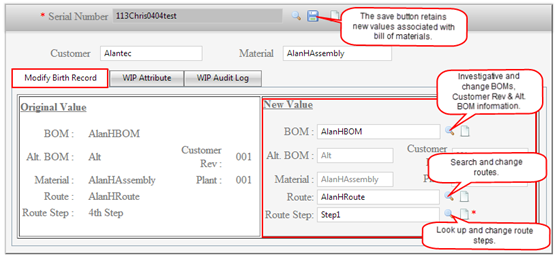 * Serial Number 113Chris0404test
The save button retains
new values associated with
bill of materials.
Customer Alantec Material AlanHAssembly
Modify Birth Record WIP Attribute WIP Audit Log
Investigative and
change BOMs,
Customer Rev & Alt.
BOM information.
Original Value
BOM : AlanHBOM
Alt. BOM : Alt Customer Rev : 001
Material : AlanHAssembly Plant : 001
Route : AlanHRoute
Route Step : 4th Step
New Value
BOM : AlanHBOM
Alt. BOM : Alt Customer
Material : AlanHAssembly
Route: AlanHRoute
Route Step: Step1 *
Search and change
routes.
Look up and change route
steps.